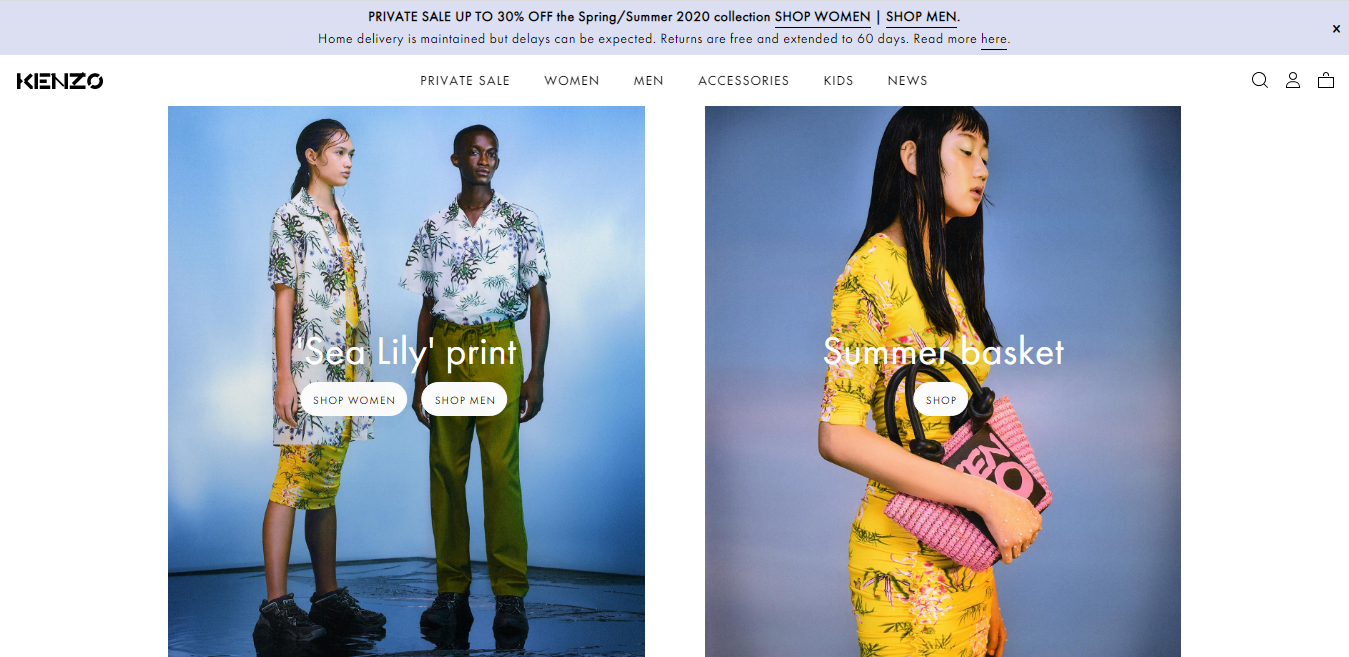 PRIVATE SALE UP TO 30% OFF the Spring/Summer 2020 collection SHOP WOMEN | SHOP MEN.
Home delivery is maintained but delays can be expected. Returns are free and extended to 60 days. Read more here.
x
KENZO
PRIVATE SALE WOMEN MEN ACCESSORIES KIDS NEWS
'Sea Lily' print
SHOP WOMEN SHOP MEN
Summer basket
SHOP
KENZO